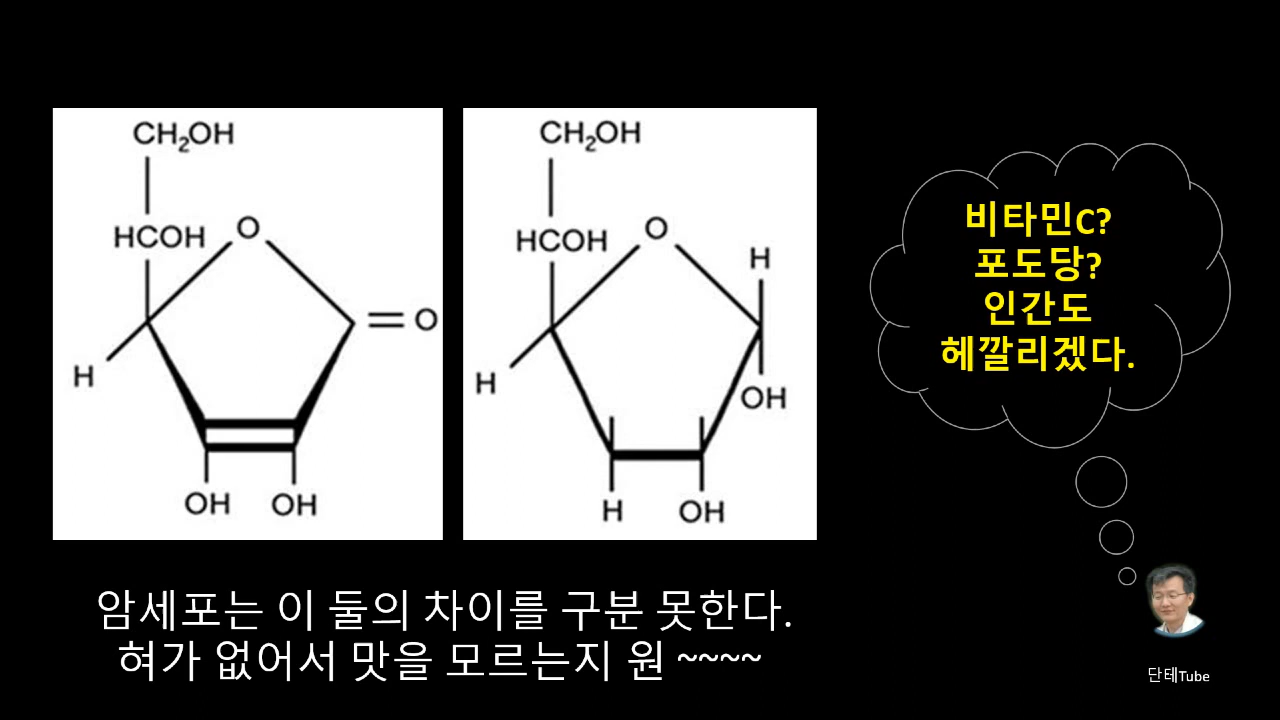 CH₂OH
HCOH
O
= O
H
OH
OH
CH₂OH
HCOH
O
H
H
OH
H
OH
비타민C?
포도당?
인간도
헤깔리겠다.
암세포는 이 둘의 차이를 구분 못한다.
혀가 없어서 맛을 모르는지 원 ~~~~
단테Tube